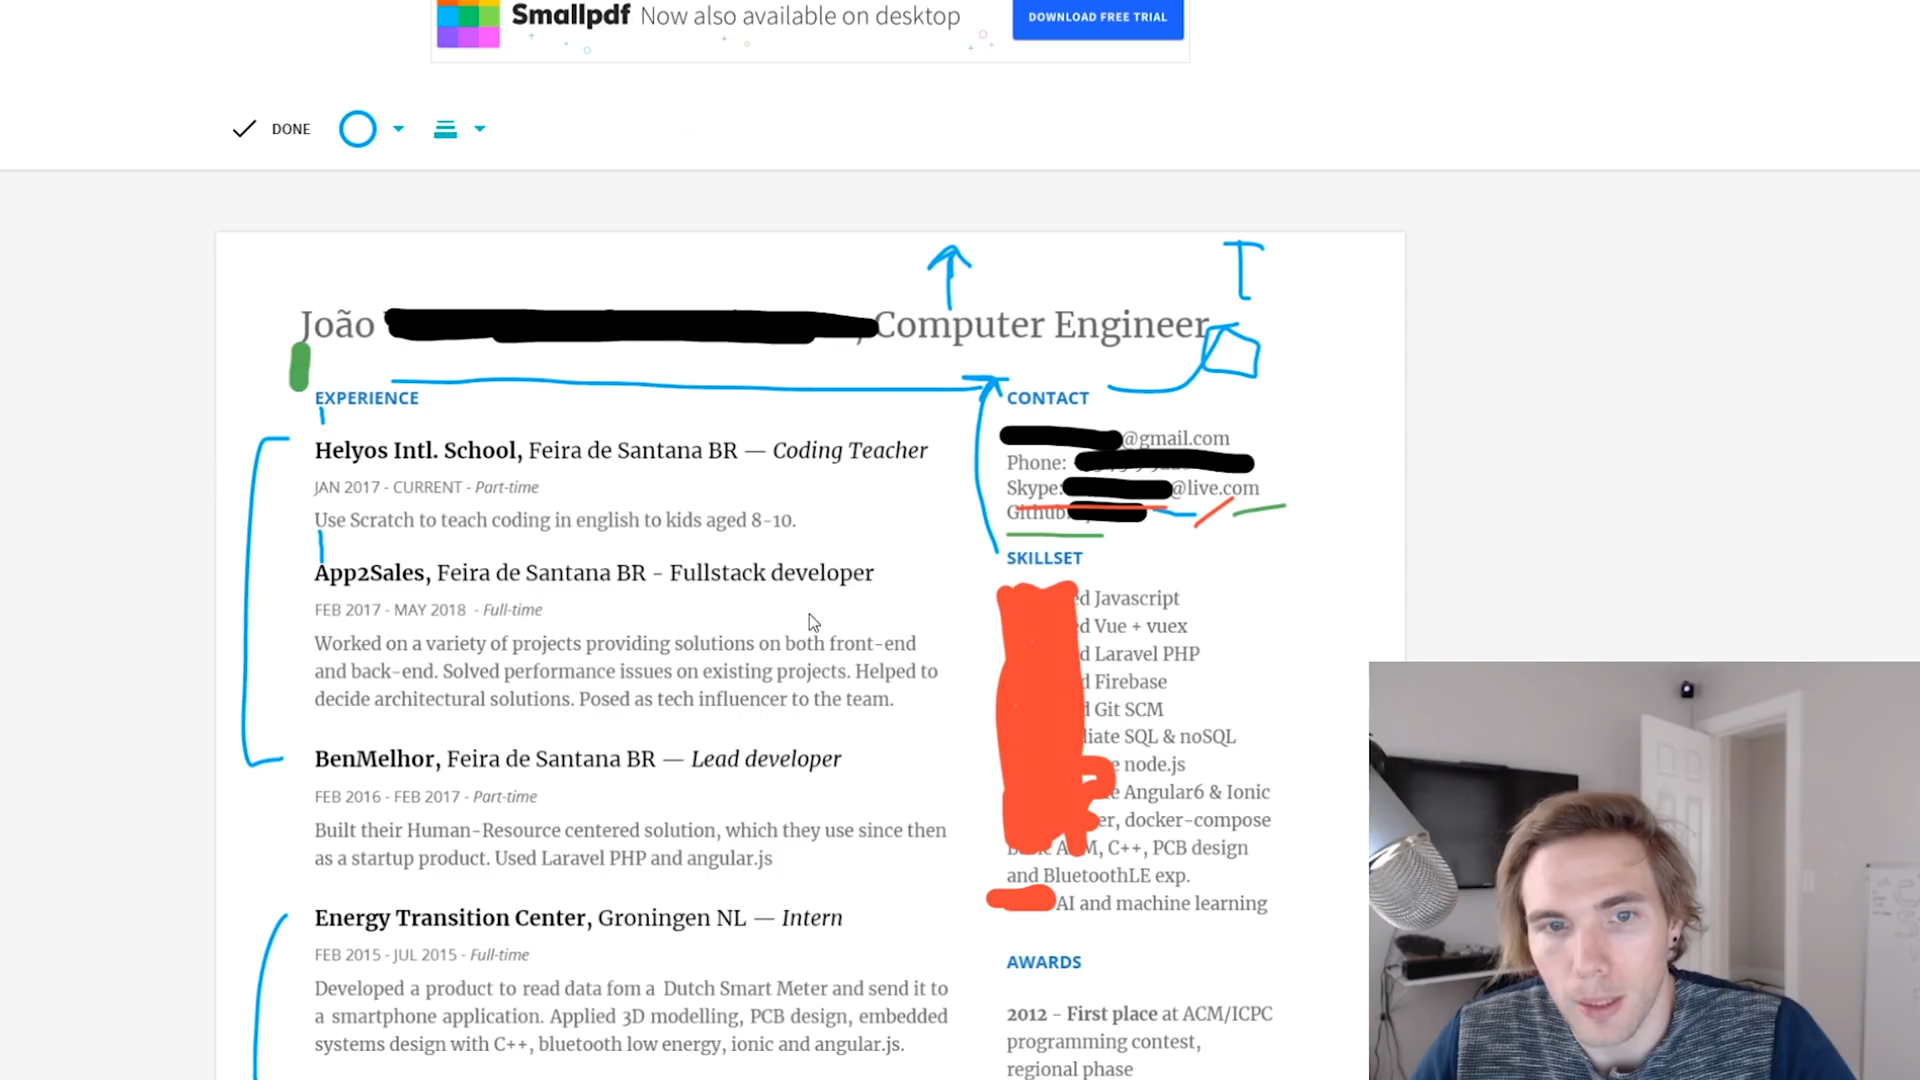 Smallpdf Now also available on desktop
DOWNLOAD FREE TRIAL
DONE
João , Computer Engineer
EXPERIENCE
Helyos Intl. School, Feira de Santana BR — Coding Teacher
JAN 2017 - CURRENT - Part-time
Use Scratch to teach coding in english to kids aged 8-10.
App2Sales, Feira de Santana BR - Fullstack developer
FEB 2017 - MAY 2018 - Full-time
Worked on a variety of projects providing solutions on both front-end
and back-end. Solved performance issues on existing projects. Helped to
decide architectural solutions. Posed as tech influencer to the team.
BenMelhor, Feira de Santana BR — Lead developer
FEB 2016 - FEB 2017 - Part-time
Built their Human-Resource centered solution, which they use since then
as a startup product. Used Laravel PHP and angular.js
Energy Transition Center, Groningen NL — Intern
FEB 2015 - JUL 2015 - Full-time
Developed a product to read data fom a Dutch Smart Meter and send it to
a smartphone application. Applied 3D modelling, PCB design, embedded
systems design with C++, bluetooth low energy, ionic and angular.js.
CONTACT
@gmail.com
Phone:
Skype: @live.com
Github:
SKILLSET
Javascript
Vue + vuex
Laravel PHP
Firebase
Git SCM
SQL & noSQL
node.js
Angular6 & Ionic
docker-compose
C++, PCB design
and BluetoothLE exp.
AI and machine learning
AWARDS
2012 - First place at ACM/ICPC
programming contest,
regional phase